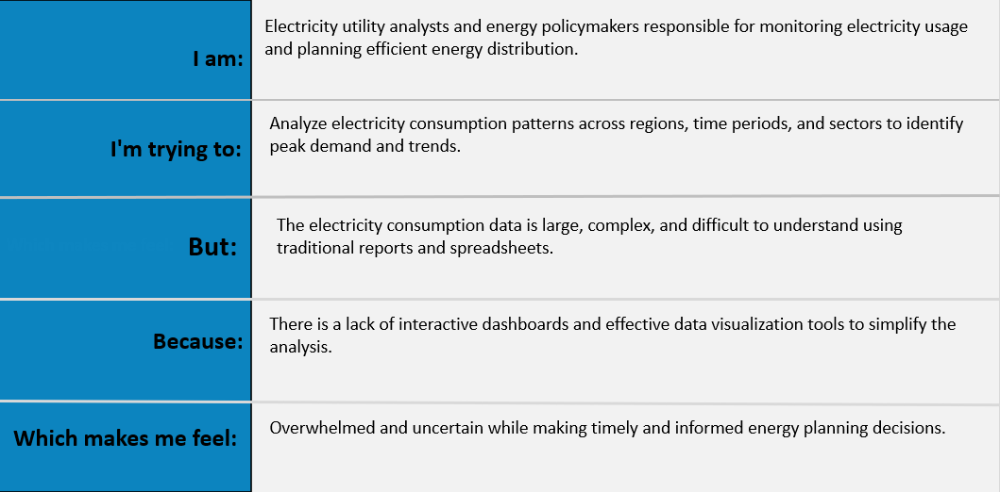 I am:
Electricity utility analysts and energy policymakers responsible for monitoring electricity usage
and planning efficient energy distribution.
I'm trying to:
Analyze electricity consumption patterns across regions, time periods, and sectors to identify
peak demand and trends.
But:
The electricity consumption data is large, complex, and difficult to understand using
traditional reports and spreadsheets.
Because:
There is a lack of interactive dashboards and effective data visualization tools to simplify the
analysis.
Which makes me feel:
Overwhelmed and uncertain while making timely and informed energy planning decisions.